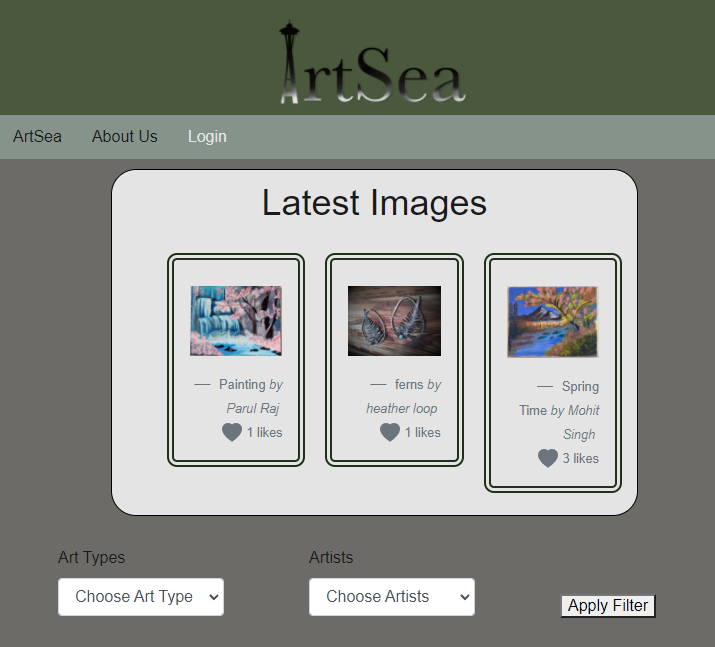 ArtSea
ArtSea About Us Login
Latest Images
— Painting by
Parul Raj
1 likes
— ferns by
heather loop
1 likes
— Spring
Time by Mohit
Singh
3 likes
Art Types
Artists
Choose Art Type
Choose Artists
Apply Filter